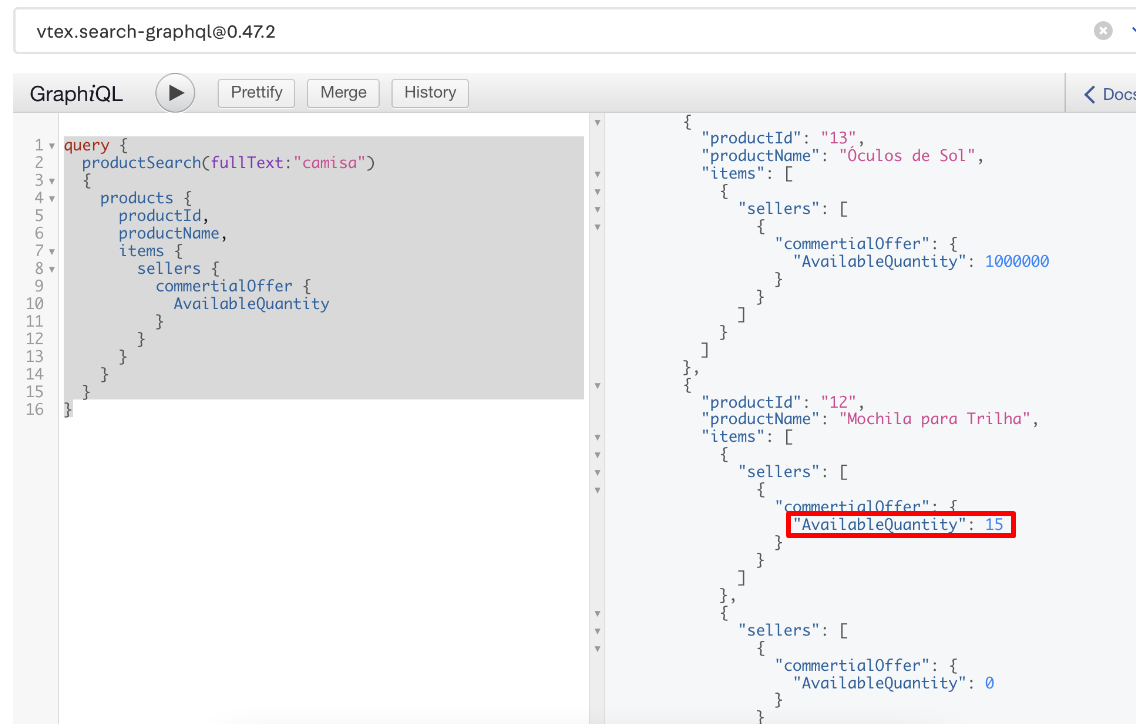 vtex.search-graphql@0.47.2
GraphiQL
Prettify
Merge
History
Docs
1 query {
2 productSearch(fullText:"camisa")
3 {
4 products {
5 productId,
6 productName,
7 items {
8 sellers {
9 commertialOffer {
10 AvailableQuantity
11 }
12 }
13 }
14 }
15 }
16 }
{
"productId": "13",
"productName": "Óculos de Sol",
"items": [
{
"sellers": [
{
"commertialOffer": {
"AvailableQuantity": 1000000
}
}
]
}
]
},
{
"productId": "12",
"productName": "Mochila para Trilha",
"items": [
{
"sellers": [
{
"commertialOffer": {
"AvailableQuantity": 15
}
}
]
},
{
"sellers": [
{
"commertialOffer": {
"AvailableQuantity": 0
}
}